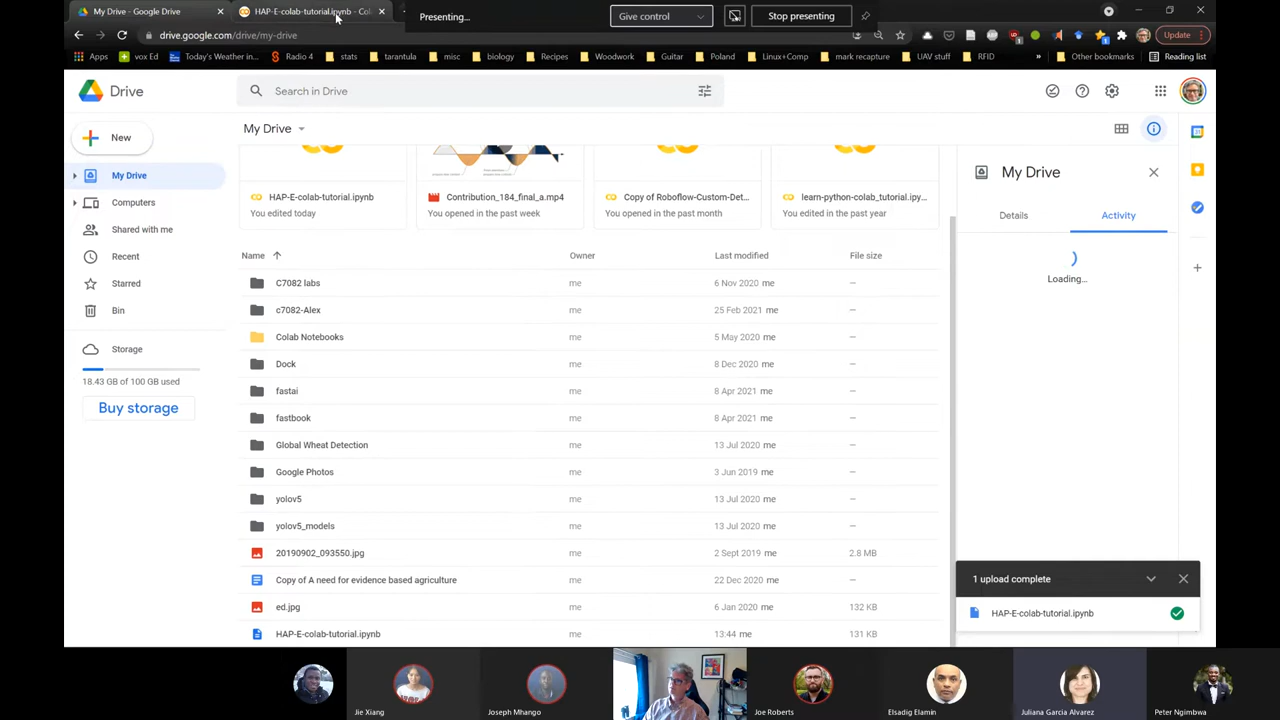 My Drive - Google Drive
HAP-E-colab-tutorial.ipynb - Co
Presenting...
Give control
Stop presenting
drive.google.com/drive/my-drive
Update
Apps
vox Ed
Today's Weather in...
Radio 4
stats
tarantula
misc
biology
Recipes
Woodwork
Guitar
Poland
Linux+Comp
mark recapture
UAV stuff
RFID
»
Other bookmarks
Reading list
Drive
Search in Drive
New
My Drive
My Drive
Computers
Shared with me
Recent
Starred
Bin
Storage
18.43 GB of 100 GB used
Buy storage
HAP-E-colab-tutorial.ipynb
You edited today
Contribution_184_final_a.mp4
You opened in the past week
Copy of Roboflow-Custom-Det...
You opened in the past month
learn-python-colab_tutorial.ipy...
You edited in the past year
Name Owner Last modified File size
C7082 labs me 6 Nov 2020 me —
c7082-Alex me 25 Feb 2021 me —
Colab Notebooks me 5 May 2020 me —
Dock me 8 Dec 2020 me —
fastai me 8 Apr 2021 me —
fastbook me 8 Apr 2021 me —
Global Wheat Detection me 13 Jul 2020 me —
Google Photos me 3 Jun 2019 me —
yolov5 me 13 Jul 2020 me —
yolov5_models me 13 Jul 2020 me —
20190902_093550.jpg me 2 Sept 2019 me 2.8 MB
Copy of A need for evidence based agriculture me 22 Dec 2020 me —
ed.jpg me 6 Jan 2020 me 132 KB
HAP-E-colab-tutorial.ipynb me 13:44 me 131 KB
My Drive
Details
Activity
Loading...
1 upload complete
HAP-E-colab-tutorial.ipynb
Jie Xiang
Joseph Mhango
Joe Roberts
Elsadig Elamin
Juliana Garcia Alvarez
Peter Ngimbwa